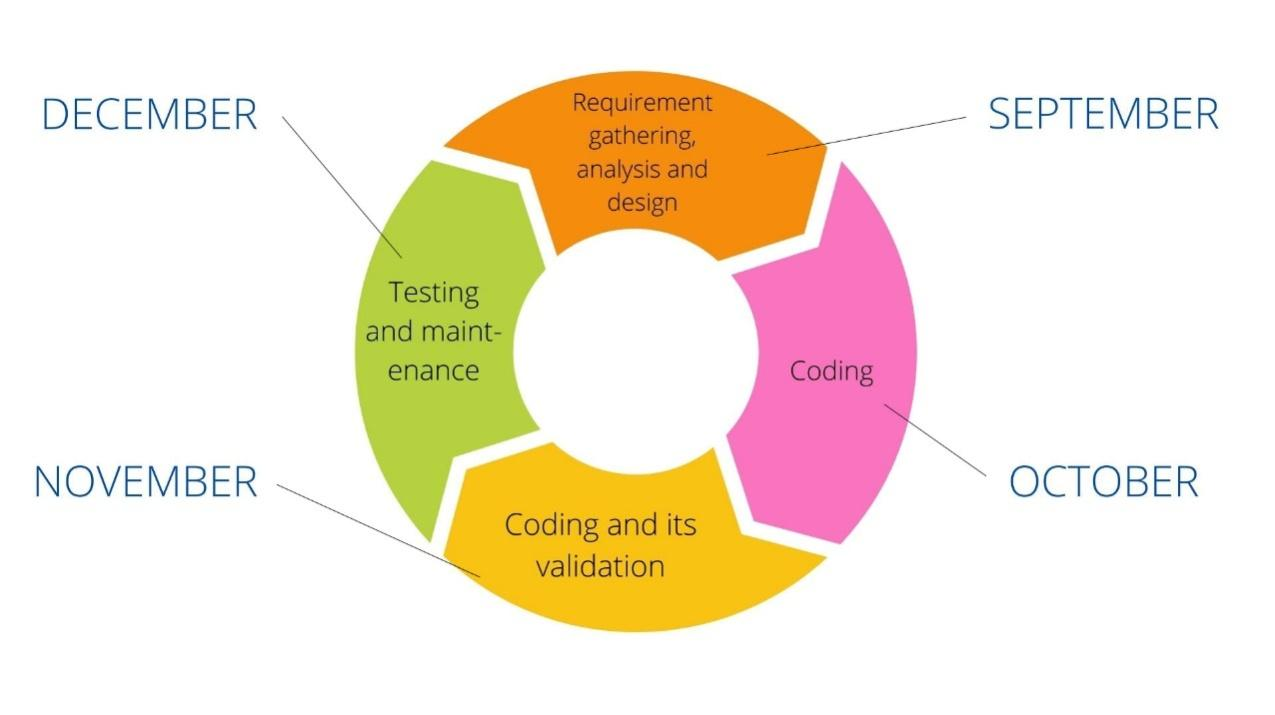 DECEMBER
SEPTEMBER
Requirement
gathering,
analysis and
design
Testing
and maint-
enance
Coding
NOVEMBER
OCTOBER
Coding and its
validation